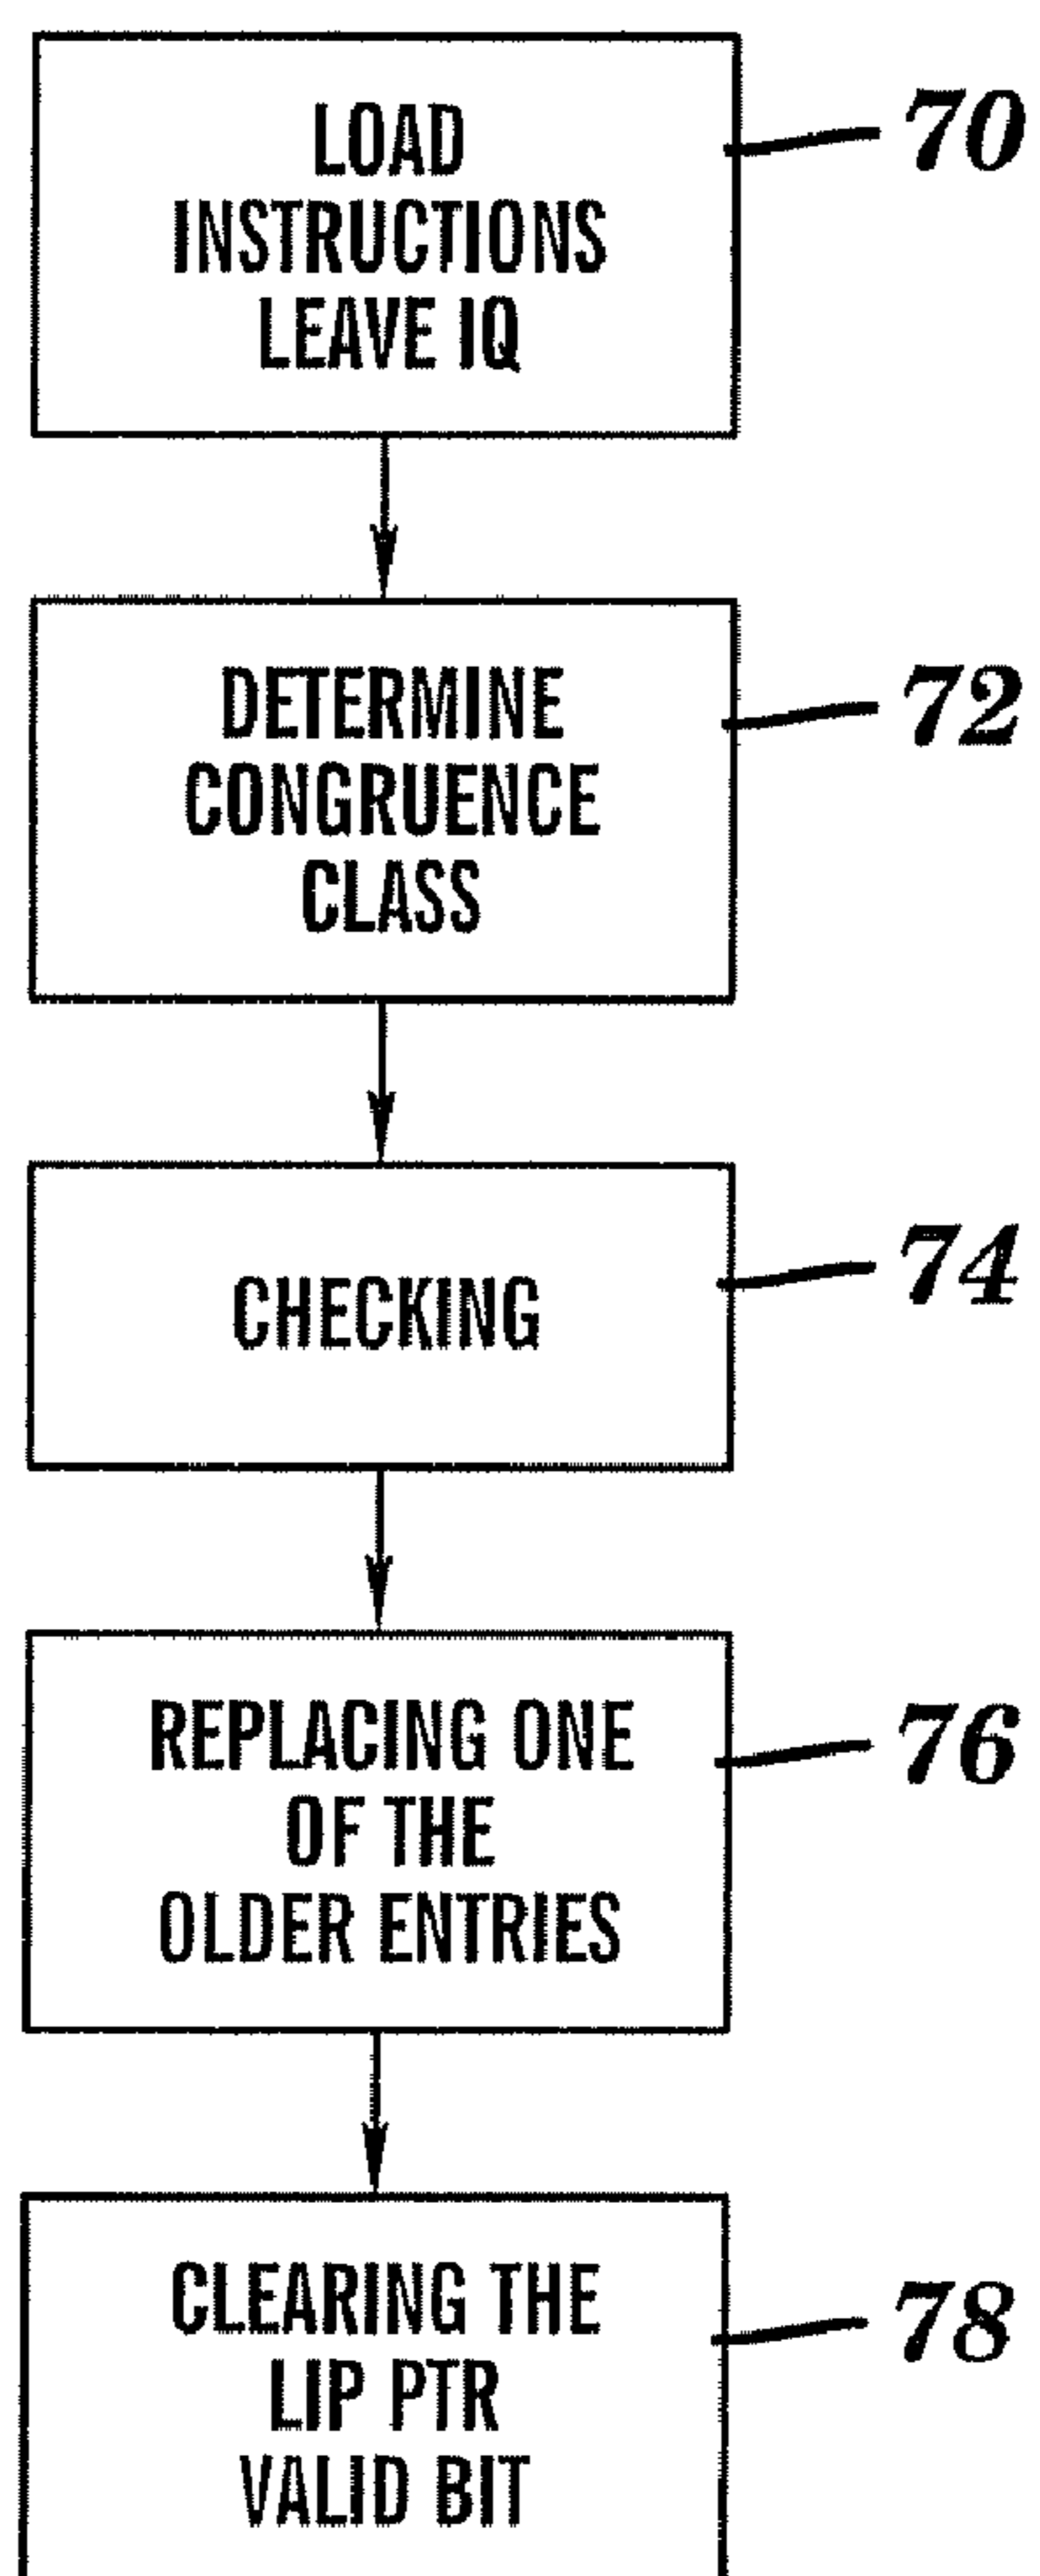 LOAD
INSTRUCTIONS
LEAVE IQ
70
DETERMINE
CONGRUENCE
CLASS
72
CHECKING
74
REPLACING ONE
OF THE
OLDER ENTRIES
76
CLEARING THE
LIP PTR
VALID BIT
78